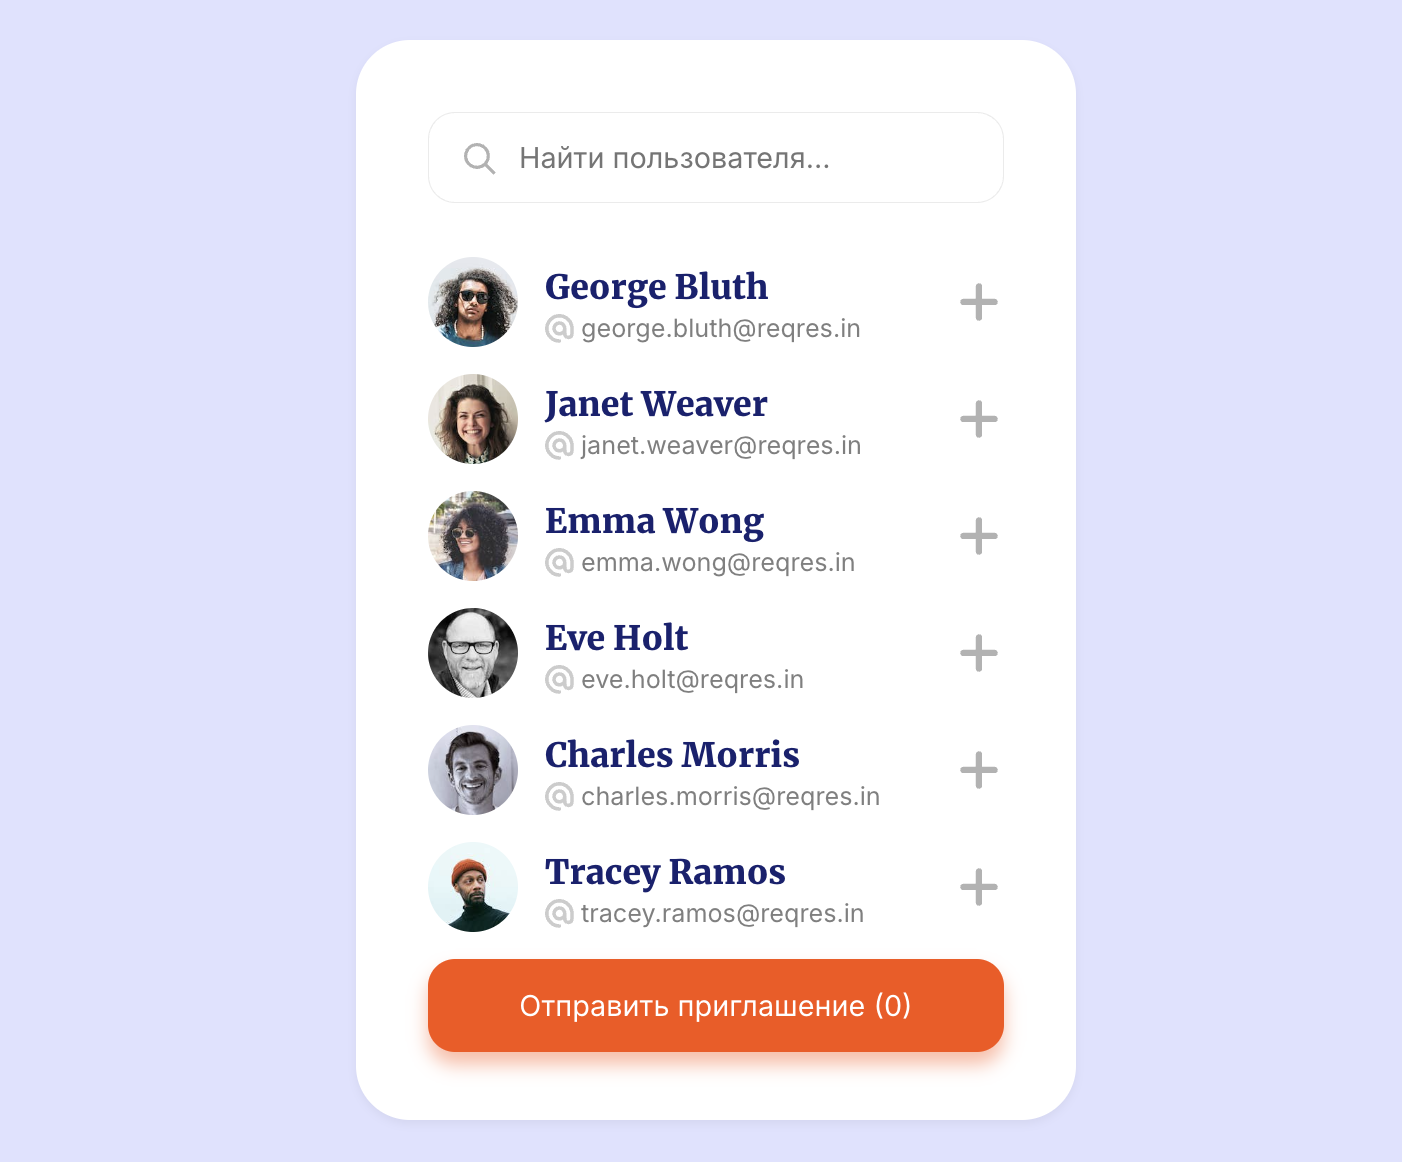 Найти пользователя...
George Bluth
george.bluth@reqres.in
Janet Weaver
janet.weaver@reqres.in
Emma Wong
emma.wong@reqres.in
Eve Holt
eve.holt@reqres.in
Charles Morris
charles.morris@reqres.in
Tracey Ramos
tracey.ramos@reqres.in
Отправить приглашение (0)